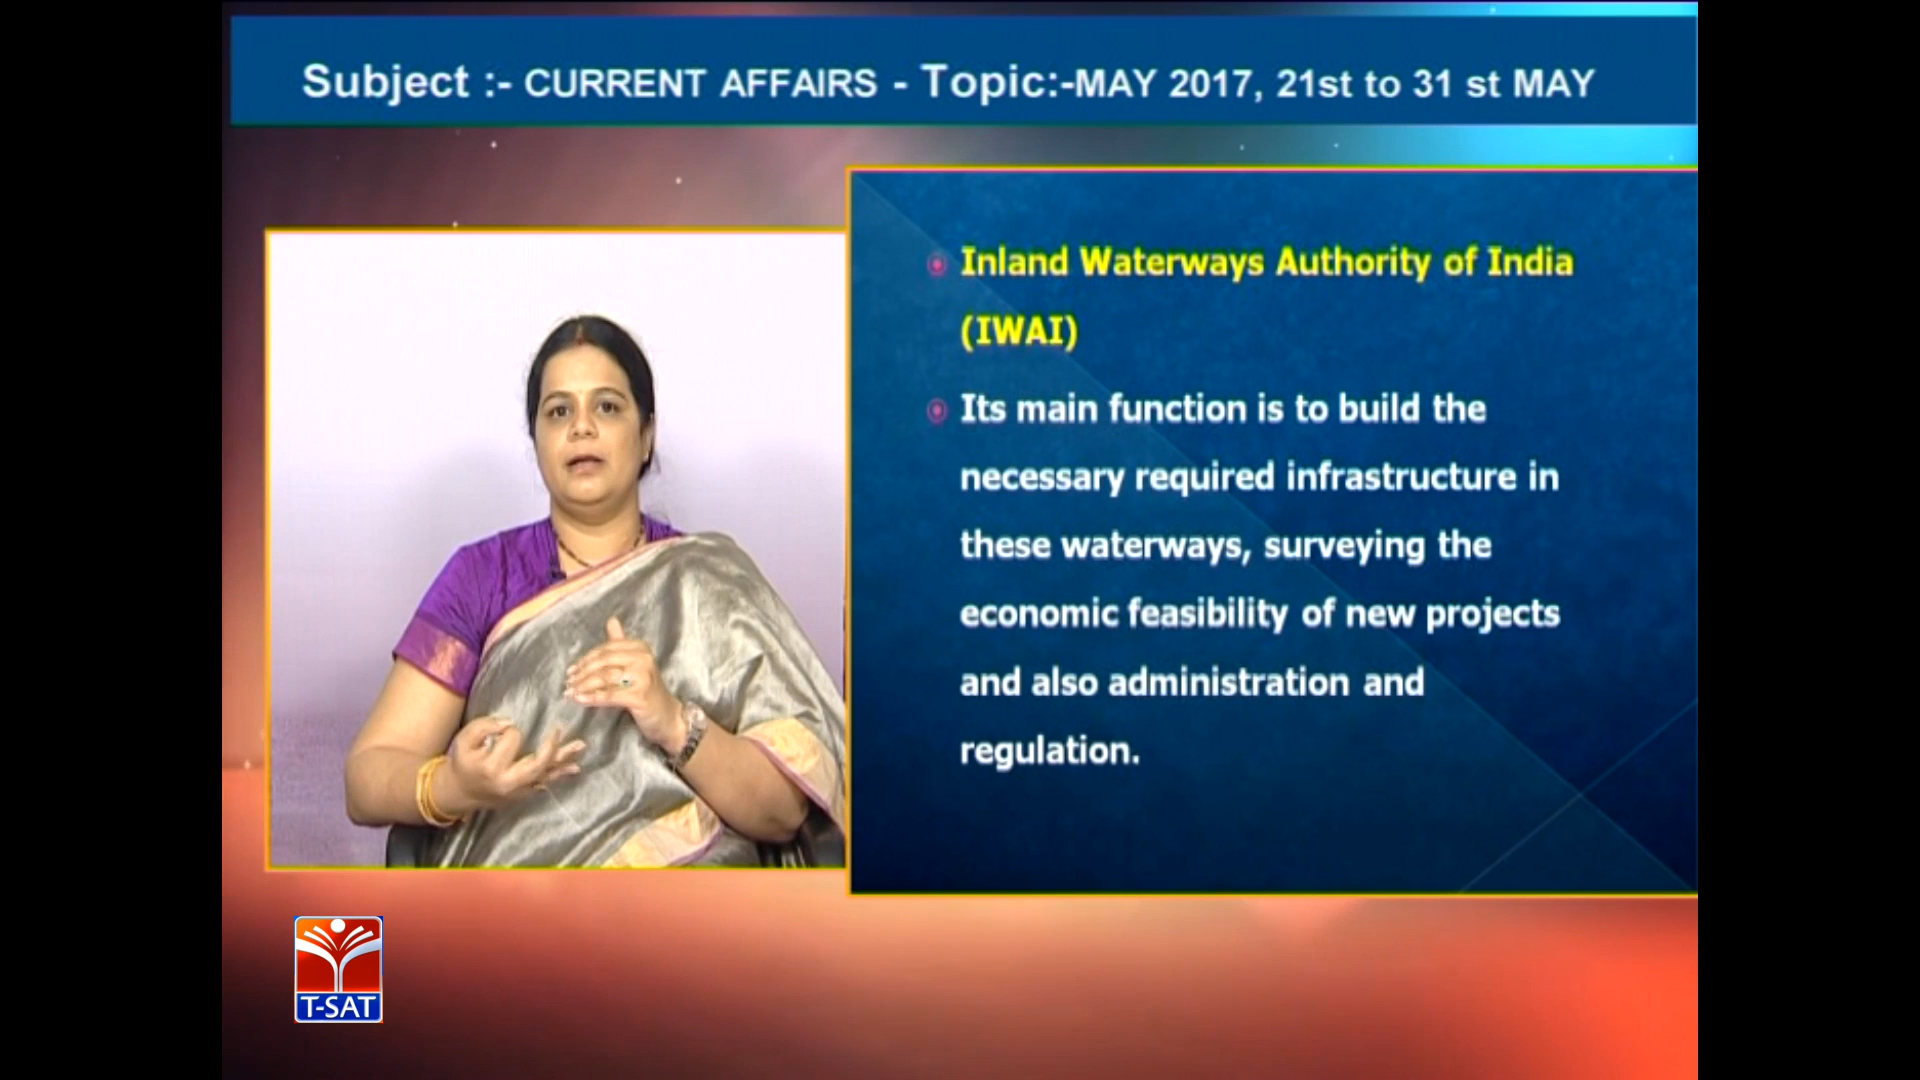 Subject :- CURRENT AFFAIRS - Topic:-MAY 2017, 21st to 31 st MAY
Inland Waterways Authority of India
(IWAI)
Its main function is to build the
necessary required infrastructure in
these waterways, surveying the
economic feasibility of new projects
and also administration and
regulation.
T-SAT